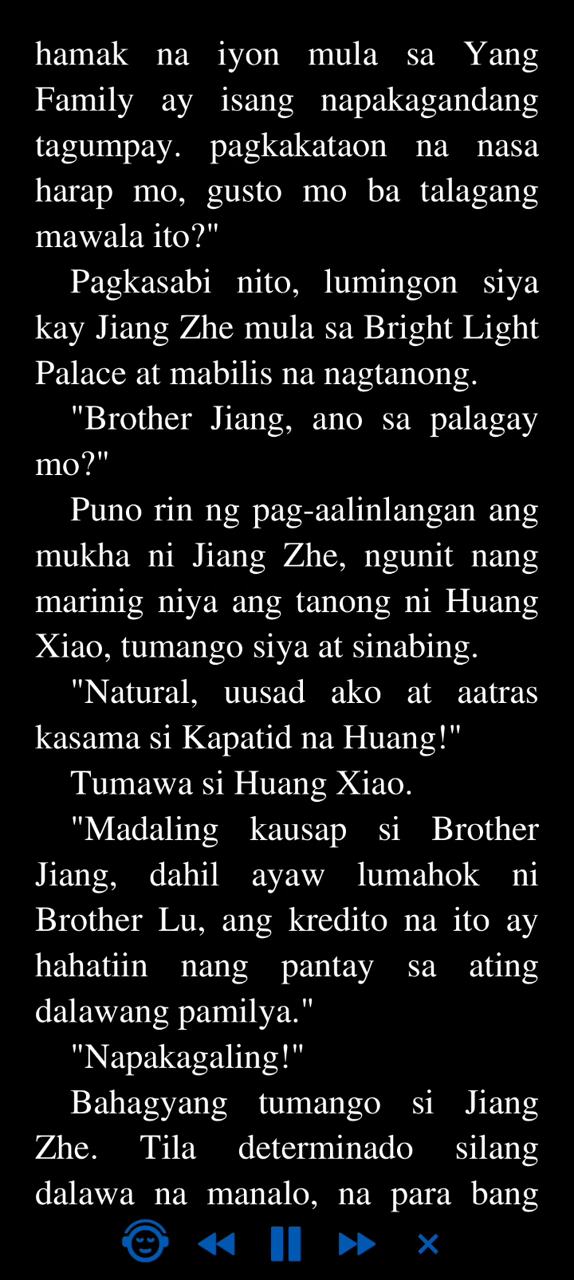 hamak na iyon mula sa Yang
Family ay isang napakagandang
tagumpay. pagkakataon na nasa
harap mo, gusto mo ba talagang
mawala ito?"
Pagkasabi nito, lumingon siya
kay Jiang Zhe mula sa Bright Light
Palace at mabilis na nagtanong.
"Brother Jiang, ano sa palagay
mo?"
Puno rin ng pag-aalinlangan ang
mukha ni Jiang Zhe, ngunit nang
marinig niya ang tanong ni Huang
Xiao, tumango siya at sinabing.
"Natural, uusad ako at aatras
kasama si Kapatid na Huang!"
Tumawa si Huang Xiao.
"Madaling kausap si Brother
Jiang, dahil ayaw lumahok ni
Brother Lu, ang kredito na ito ay
hahatiin nang pantay sa ating
dalawang pamilya."
"Napakagaling!"
Bahagyang tumango si Jiang
Zhe. Tila determinado silang
dalawa na manalo, na para bang